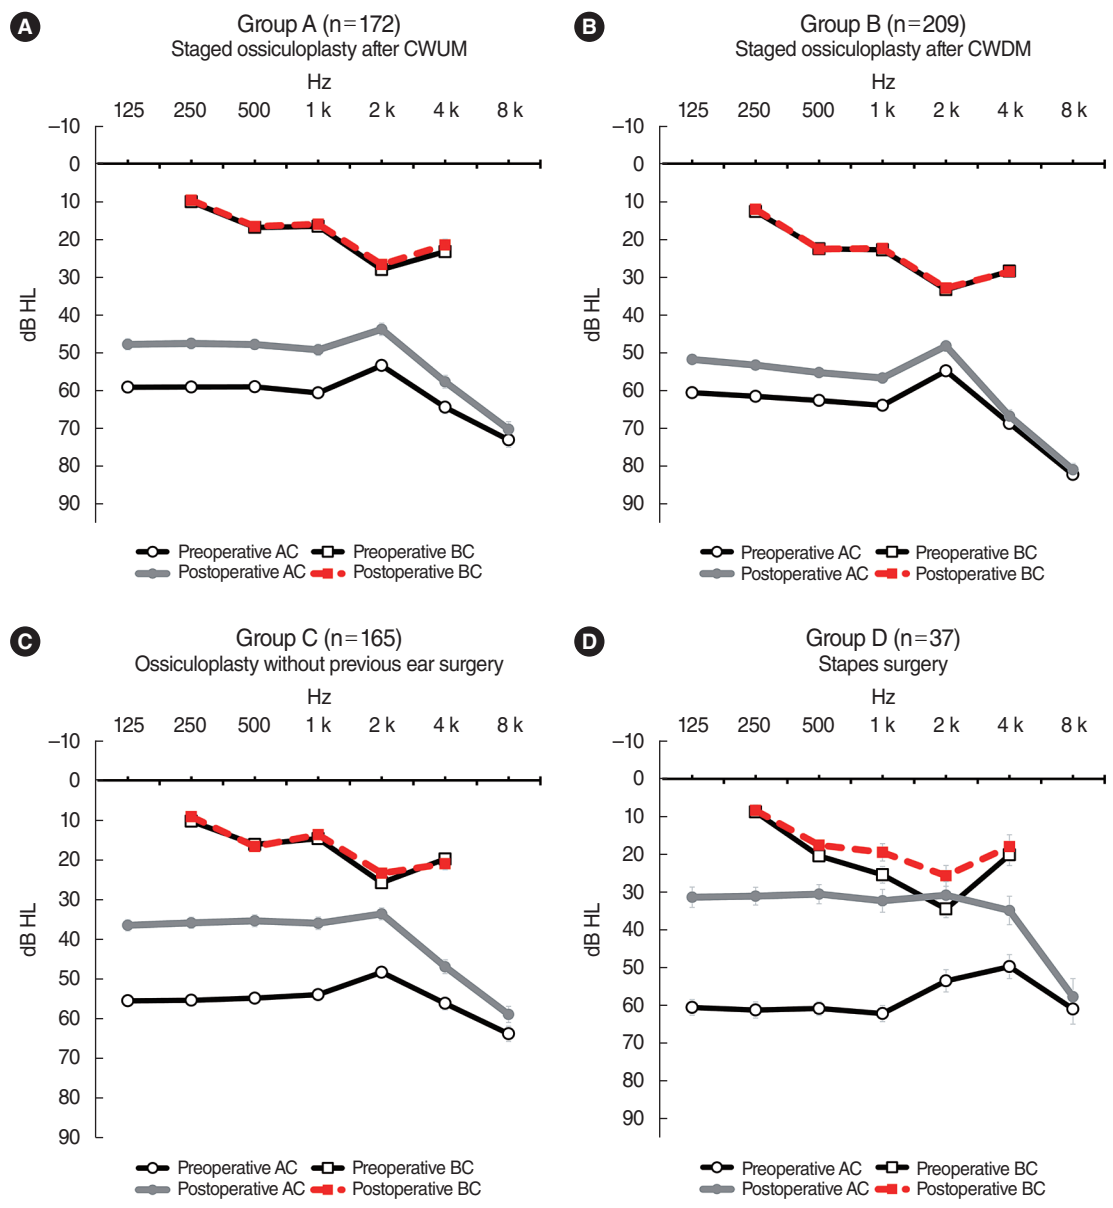 A
Group A (n=172)
Staged ossiculoplasty after CWUM
Hz
125 250 500 1 k 2 k 4 k 8 k
–10
0
10
20
30
40
50
60
70
80
90
dB HL
Preoperative AC Preoperative BC
Postoperative AC Postoperative BC
B
Group B (n=209)
Staged ossiculoplasty after CWDM
Hz
125 250 500 1 k 2 k 4 k 8 k
–10
0
10
20
30
40
50
60
70
80
90
dB HL
Preoperative AC Preoperative BC
Postoperative AC Postoperative BC
C
Group C (n=165)
Ossiculoplasty without previous ear surgery
Hz
125 250 500 1 k 2 k 4 k 8 k
–10
0
10
20
30
40
50
60
70
80
90
dB HL
Preoperative AC Preoperative BC
Postoperative AC Postoperative BC
D
Group D (n=37)
Stapes surgery
Hz
125 250 500 1 k 2 k 4 k 8 k
–10
0
10
20
30
40
50
60
70
80
90
dB HL
Preoperative AC Preoperative BC
Postoperative AC Postoperative BC